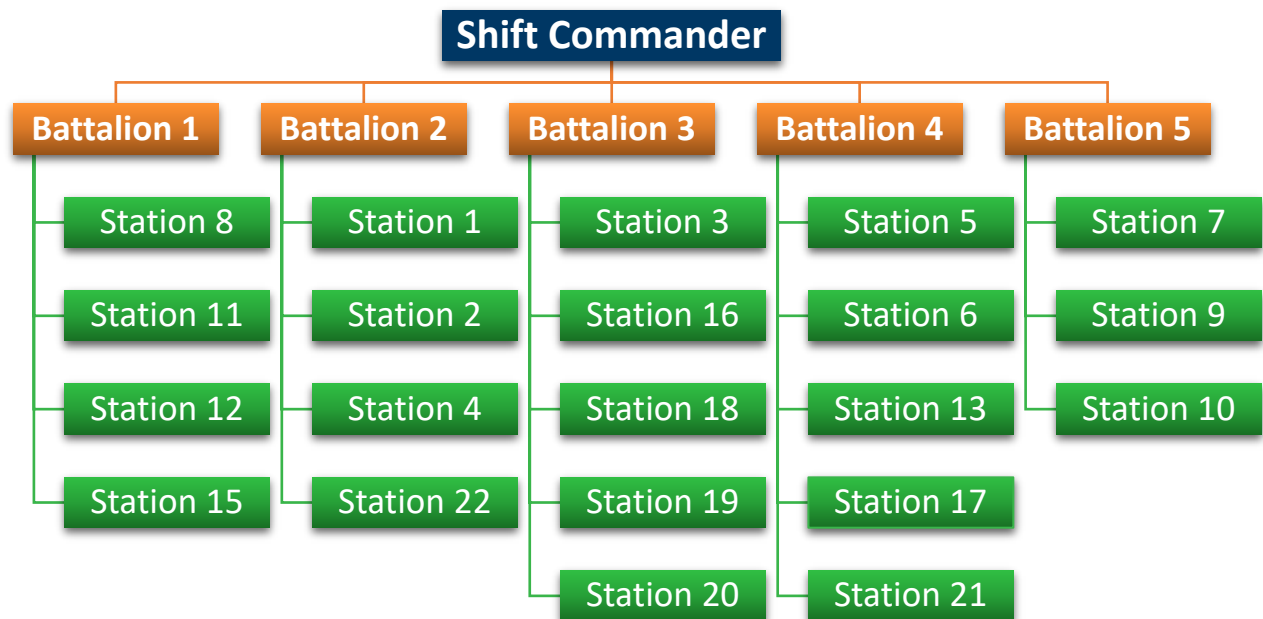 Shift Commander
Battalion 1
Battalion 2
Battalion 3
Battalion 4
Battalion 5
Station 8
Station 1
Station 3
Station 5
Station 7
Station 11
Station 2
Station 16
Station 6
Station 9
Station 12
Station 4
Station 18
Station 13
Station 10
Station 15
Station 22
Station 19
Station 17
Station 20
Station 21